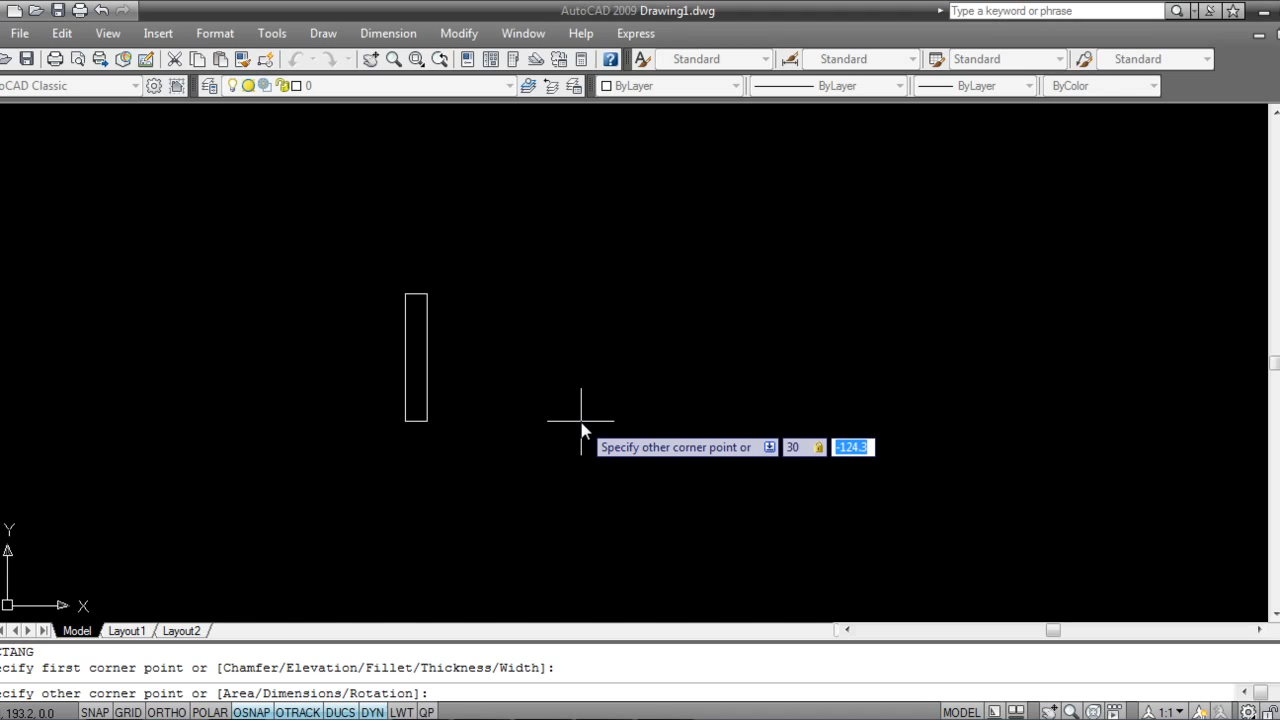 AutoCAD 2009 Drawing1.dwg
Type a keyword or phrase
File Edit View Insert Format Tools Draw Dimension Modify Window Help Express
Standard Standard Standard Standard
oCAD Classic 0 ByLayer ByLayer ByLayer ByColor
Specify other corner point or 30 -124.3
Y
X
Model Layout1 Layout2
CTANG
ecify first corner point or [Chamfer/Elevation/Fillet/Thickness/Width]:
ecify other corner point or [Area/Dimensions/Rotation]:
, 193.2, 0.0 SNAP GRID ORTHO POLAR OSNAP OTRACK DUCS DYN LWT QP MODEL 1:1